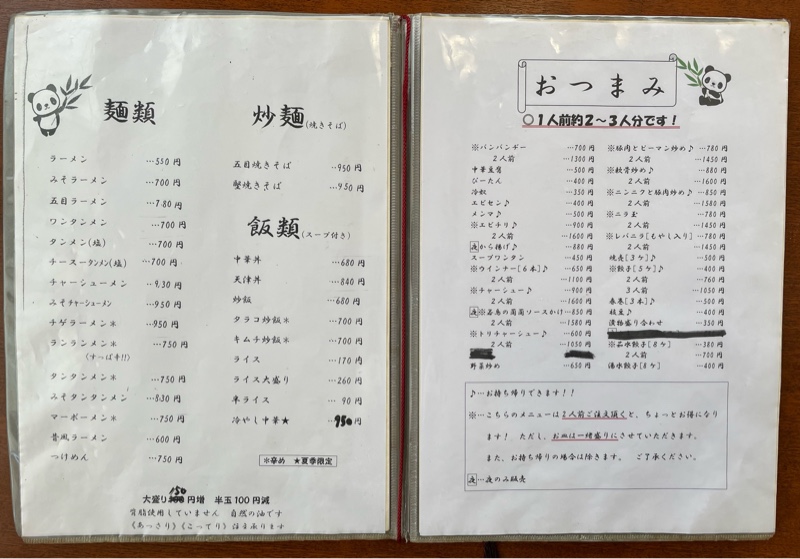 麺類
ラーメン …550円
みそラーメン …700円
五目ラーメン …780
ワンタンメン …700円
タンメン(塩) …700円
チースータンメン(塩) …700円
チャーシューメン …930円
みそチャーシューメン …950円
チゲラーメン※ …950円
ランランメン※ …750円
(すっぱ辛!!)
タンタンメン※ …750円
みそタンタンメン …830円
マーボーメン※ …750円
昔風ラーメン …600円
つけめん …750円
炒麺(焼きそば)
五目焼きそば …950円
蟹焼きそば …950円
飯類(スープ付き)
中華丼 …680円
天津丼 …840円
炒飯 …680円
タラコ炒飯※ …700円
キムチ炒飯※ …700円
ライス …170円
ライス大盛り …260円
半ライス … 90円
冷やし中華★ …950円
※辛め ★夏季限定
大盛り150円増 半玉100円減
背脂使用していません 自然の油です
《あっさり》《こってり》注文承ります
おつまみ
○1人前約2～3人分です!
※バンバンヂー …700円
2人前 …1300円
中華豆腐 …500円
ぴーたん …400円
冷奴 …350円
エビセン♪ …400円
メンマ♪ …500円
※エビチリ♪ …900円
2人前 …1600円
夜から揚げ♪ …880円
スープワンタン …450円
※ウインナー[6本]♪ …650円
2人前 …1100円
※チャーシュー♪ …900円
2人前 …1600円
夜※若鳥の葡萄ソースかけ…850円
2人前 …1580円
※トリチャーシュー♪ …600円
2人前 …1050円
野菜炒め …650円
※豚肉とピーマン炒め♪ …780円
2人前 …1450円
※軟骨炒め♪ …880円
2人前 …1600円
※ニンニクと豚肉炒め♪ …850円
2人前 …1580円
※ニラ玉 …780円
2人前 …1450円
※レバニラ[もやし入り] …780円
2人前 …1450円
焼売[3ケ]♪ …500円
※餃子[5ケ]♪ …400円
2人前 …760円
3人前 …1050円
春巻[3本]♪ …500円
枝豆♪ …400円
漬物盛り合わせ …350円
※水餃子[8ケ] …380円
2人前 …700円
湯水餃子[8ケ] …400円
♪…お持ち帰りできます!!
※…こちらのメニューは2人前ご注文頂くと、ちょっとお得になり
ます! ただし、お皿は一緒盛りにさせていただきます。
また、お持ち帰りの場合は除きます。 ご了承ください。
夜…夜のみ販売